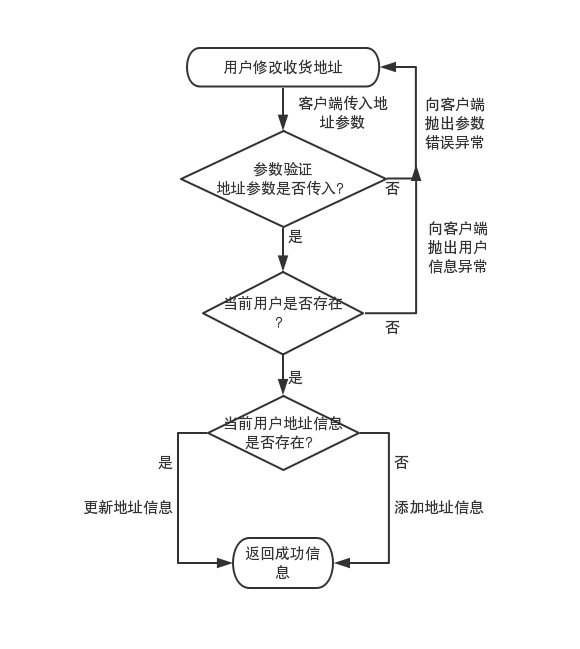 用户修改收货地址
客户端传入地
址参数
向客户端
抛出参数
错误异常
参数验证
地址参数是否传入?
否
是
向客户端
抛出用户
信息异常
当前用户是否存在
?
否
是
当前用户地址信息
是否存在?
是
否
更新地址信息
添加地址信息
返回成功信
息